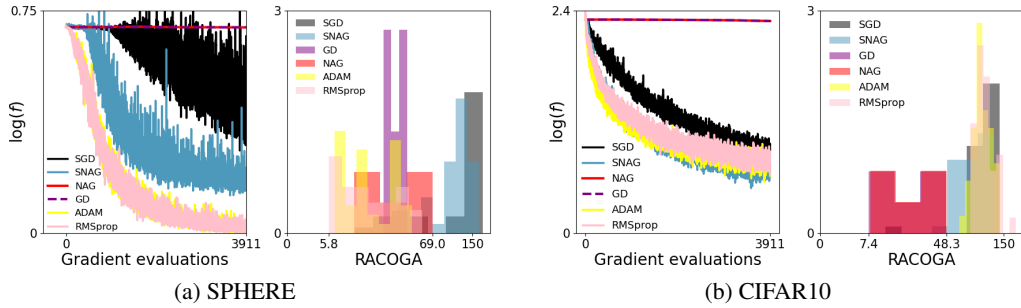 0.75
log(f)
SGD
SNAG
NAG
GD
ADAM
RMSprop
0
0
3911
Gradient evaluations
3
SGD
SNAG
GD
NAG
ADAM
RMSprop
0
0
5.8
69.0
150
RACOGA
(a) SPHERE
2.4
log(f)
SGD
SNAG
NAG
GD
ADAM
RMSprop
0
0
3911
Gradient evaluations
3
SGD
SNAG
GD
NAG
ADAM
RMSprop
0
0
7.4
48.3
150
RACOGA
(b) CIFAR10